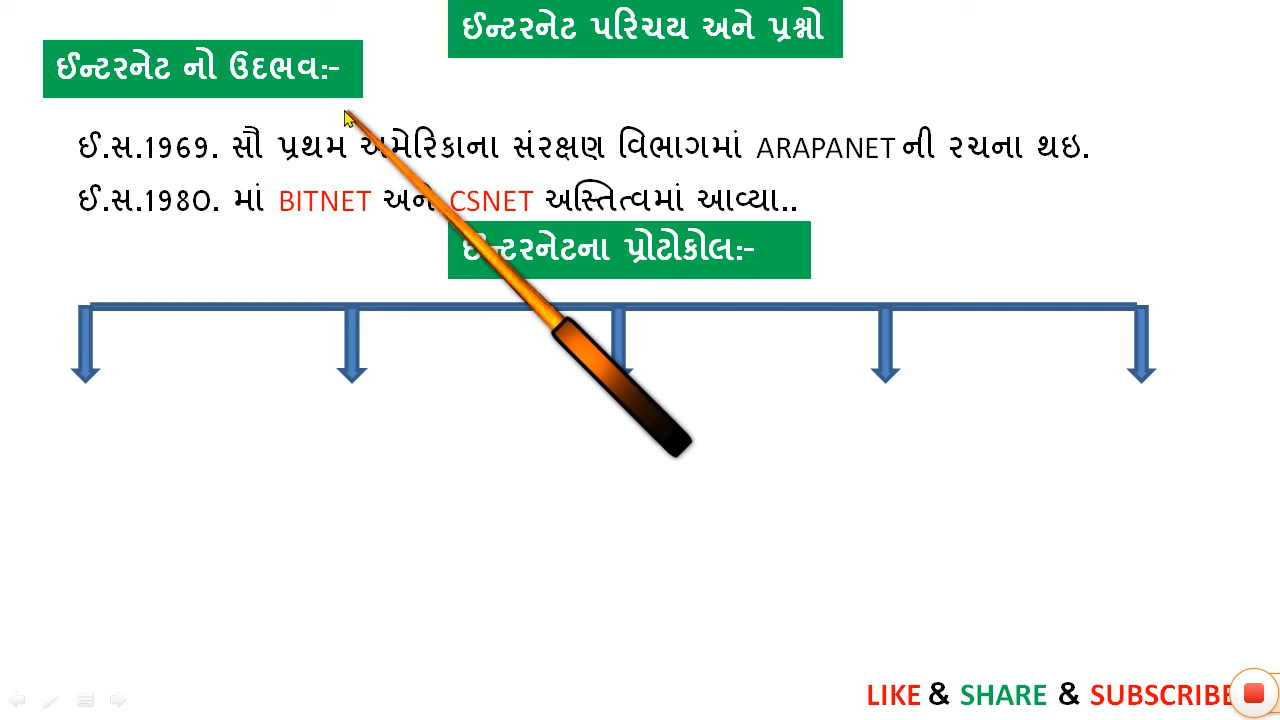 ઈન્ટરનેટ પરિચય અને પ્રશ્નો
ઈન્ટરનેટ નો ઉદભવ:-
ઈ.સ.1969. સૌ પ્રથમ અમેરિકાના સંરક્ષણ વિભાગમાં ARAPANET ની રચના થઇ.
ઈ.સ.1980. માં BITNET અને CSNET અસ્તિત્વમાં આવ્યા..
ઈન્ટરનેટના પ્રોટોકોલ:-
LIKE & SHARE & SUBSCRIBE